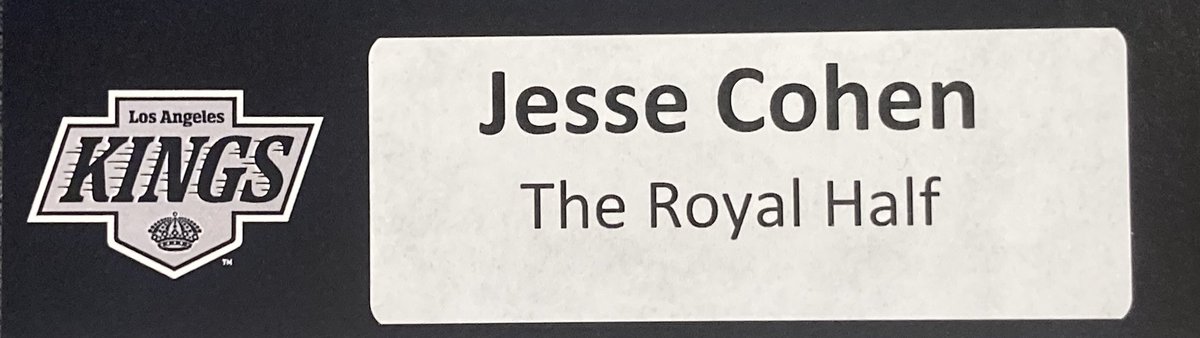 Los Angeles
KINGS
TM
Jesse Cohen
The Royal Half